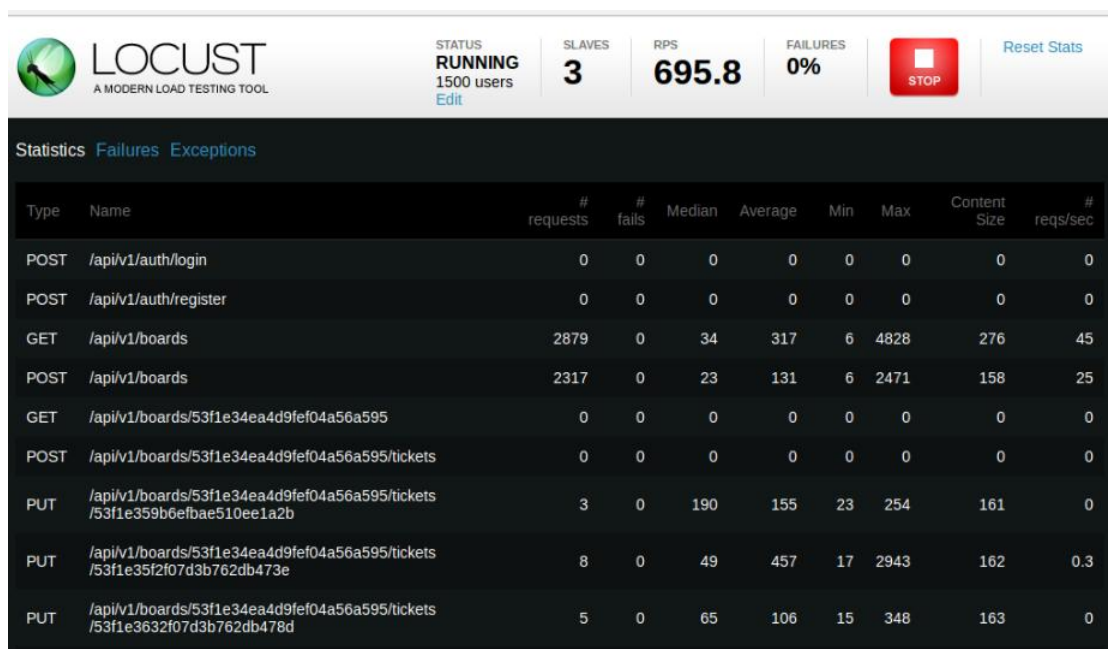 LOCUST
A MODERN LOAD TESTING TOOL
STATUS
RUNNING
1500 users
Edit
SLAVES
3
RPS
695.8
FAILURES
0%
STOP
Reset Stats
Statistics Failures Exceptions
Type Name # requests # fails Median Average Min Max Content Size # reqs/sec
POST /api/v1/auth/login 0 0 0 0 0 0 0 0
POST /api/v1/auth/register 0 0 0 0 0 0 0 0
GET /api/v1/boards 2879 0 34 317 6 4828 276 45
POST /api/v1/boards 2317 0 23 131 6 2471 158 25
GET /api/v1/boards/53f1e34ea4d9fef04a56a595 0 0 0 0 0 0 0 0
POST /api/v1/boards/53f1e34ea4d9fef04a56a595/tickets 0 0 0 0 0 0 0 0
PUT /api/v1/boards/53f1e34ea4d9fef04a56a595/tickets
/53f1e359b6efbae510ee1a2b 3 0 190 155 23 254 161 0
PUT /api/v1/boards/53f1e34ea4d9fef04a56a595/tickets
/53f1e35f2f07d3b762db473e 8 0 49 457 17 2943 162 0.3
PUT /api/v1/boards/53f1e34ea4d9fef04a56a595/tickets
/53f1e3632f07d3b762db478d 5 0 65 106 15 348 163 0